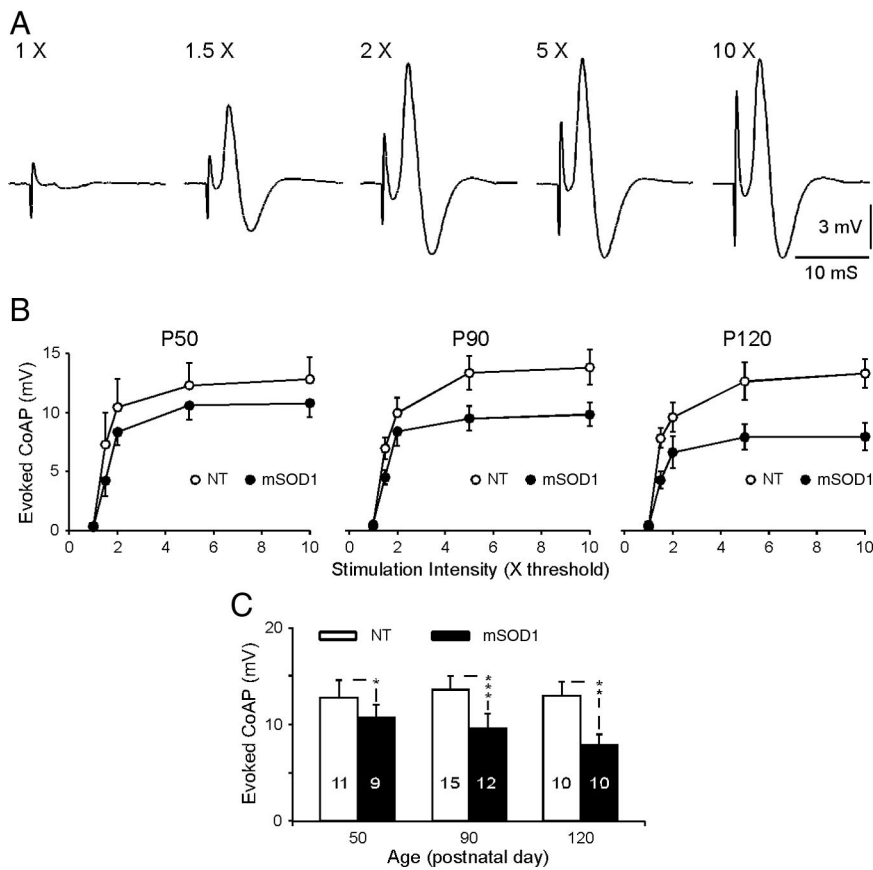 A
1 X 1.5 X 2 X 5 X 10 X
3 mV
10 mS
B
P50 P90 P120
Evoked CoAP (mV)
15
10
5
0
NT mSOD1 NT mSOD1 NT mSOD1
0 2 4 6 8 10 0 2 4 6 8 10 0 2 4 6 8 10
Stimulation Intensity (X threshold)
C
20
NT mSOD1
Evoked CoAP (mV)
* *** **
10
11 9 15 12 10 10
0
50 90 120
Age (postnatal day)